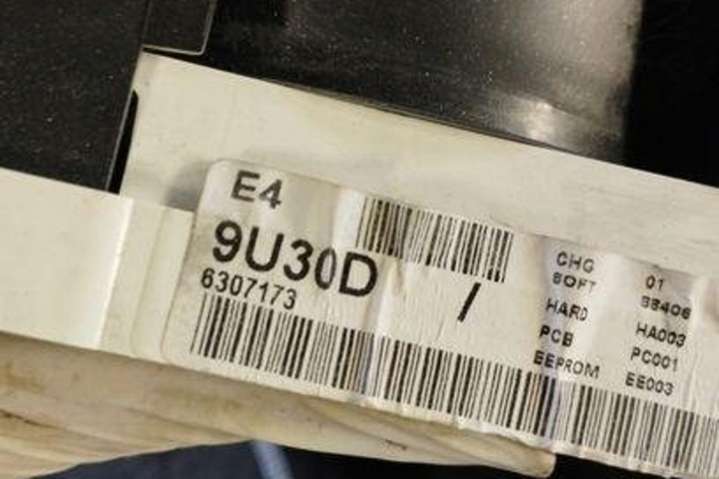 E4
9U30D /
6307173
CHG 01
SOFT SB406
HARD HA003
PCB PC001
EEPROM EE003